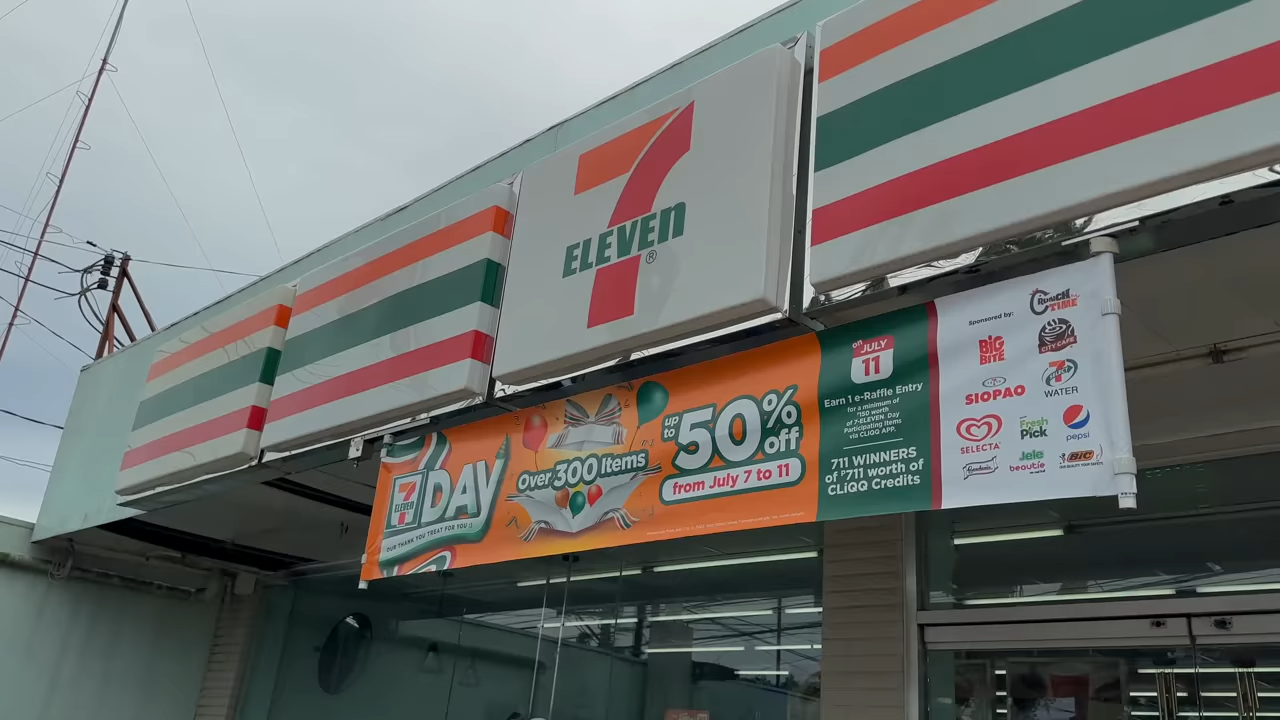 7
ELEVEN
®
7
ELEVEN
DAY
OUR THANK YOU TREAT FOR YOU :)
Over 300 Items
up to 50% off
from July 7 to 11
on
JULY
11
Earn 1 e-Raffle Entry
for a minimum of
₱150 worth
of 7-ELEVEN Day
Participating Items
via CLiQQ APP.
711 WINNERS
of ₱711 worth of
CLiQQ Credits
Sponsored by:
CRUNCH
TIME
BIG
BITE
CITY CAFE
SIOPAO
7
ELEVEN
WATER
SELECTA
Fresh
Pick
pepsi
Jele
beautie
BIC